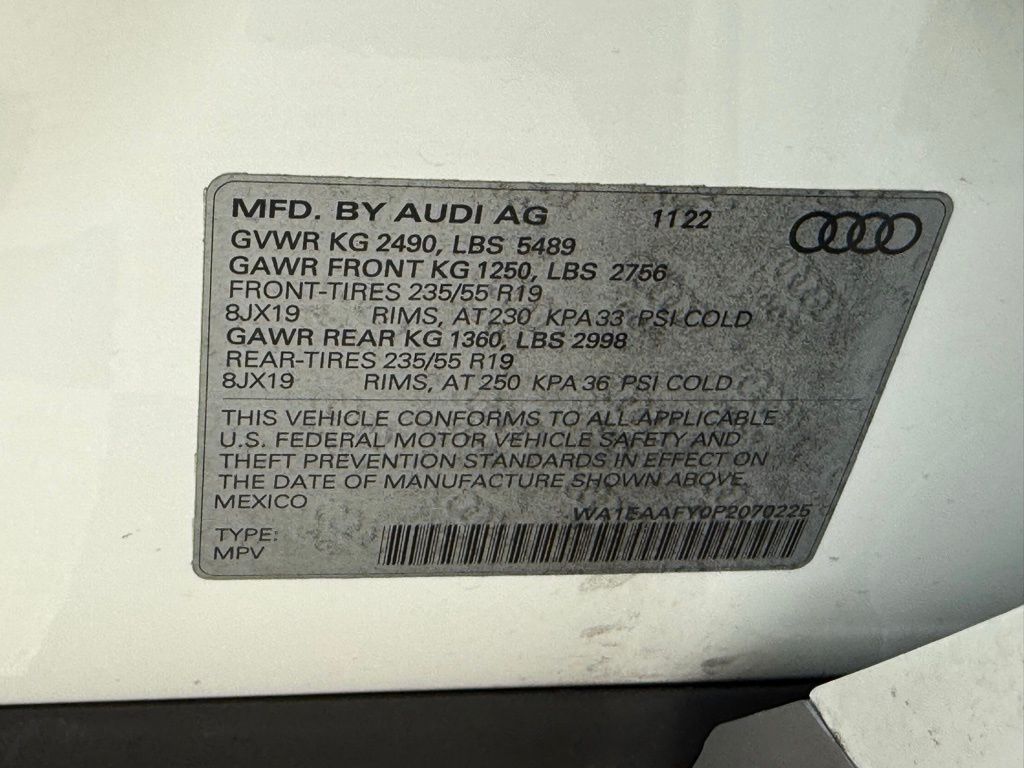 MFD. BY AUDI AG 11 22
GVWR KG 2490, LBS 5489
GAWR FRONT KG 1250, LBS 2756
FRONT-TIRES 235/55 R19
8JX19 RIMS, AT 230 KPA 33 PSI COLD
GAWR REAR KG 1360, LBS 2998
REAR-TIRES 235/55 R19
8JX19 RIMS, AT 250 KPA 36 PSI COLD
THIS VEHICLE CONFORMS TO ALL APPLICABLE
U.S. FEDERAL MOTOR VEHICLE SAFETY AND
THEFT PREVENTION STANDARDS IN EFFECT ON
THE DATE OF MANUFACTURE SHOWN ABOVE.
MEXICO
WA1EAAFY0P2070225
TYPE:
MPV